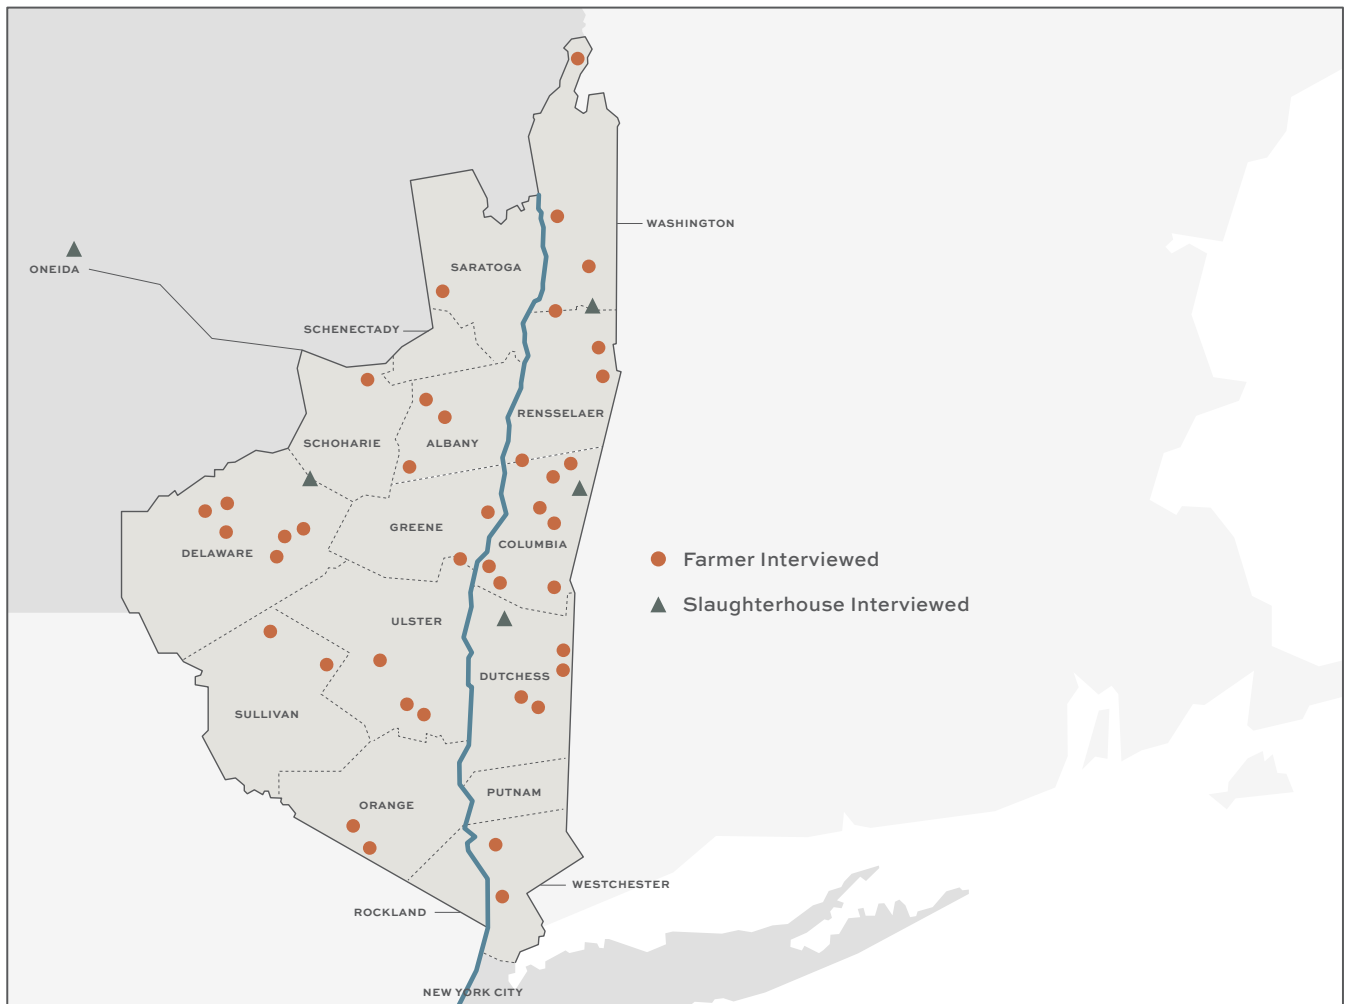 WASHINGTON
SARATOGA
ONEIDA
SCHENECTADY
RENSSELAER
SCHOHARIE
ALBANY
GREENE
COLUMBIA
DELAWARE
Farmer Interviewed
Slaughterhouse Interviewed
ULSTER
DUTCHESS
SULLIVAN
PUTNAM
ORANGE
WESTCHESTER
ROCKLAND
NEW YORK CITY